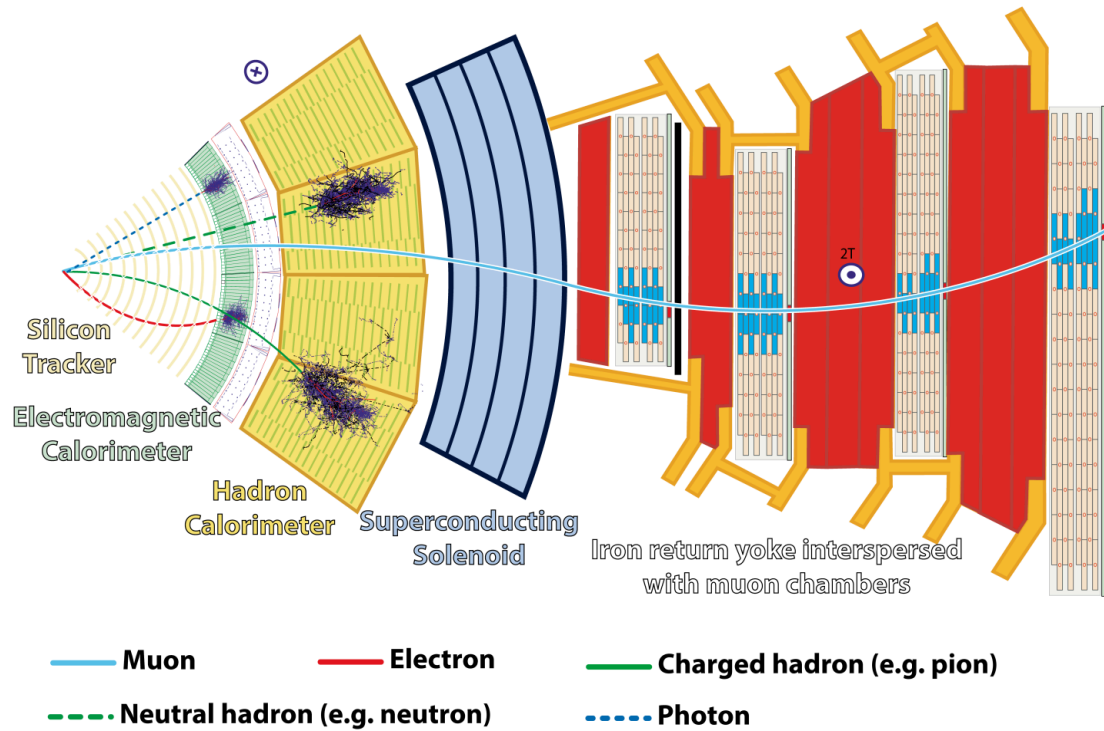 2T
Silicon
Tracker
Electromagnetic
Calorimeter
Hadron
Calorimeter
Superconducting
Solenoid
Iron return yoke interspersed
with muon chambers
Muon
Electron
Charged hadron (e.g. pion)
Neutral hadron (e.g. neutron)
Photon